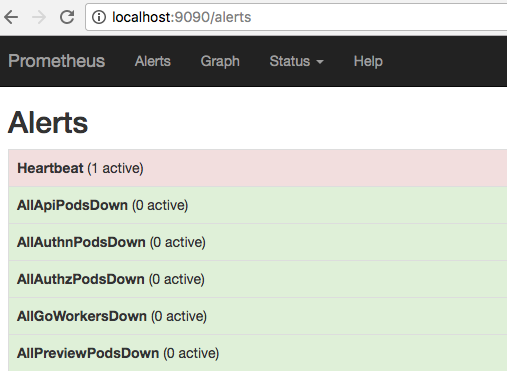 localhost:9090/alerts
Prometheus Alerts Graph Status Help
Alerts
Heartbeat (1 active)
AllApiPodsDown (0 active)
AllAuthnPodsDown (0 active)
AllAuthzPodsDown (0 active)
AllGoWorkersDown (0 active)
AllPreviewPodsDown (0 active)